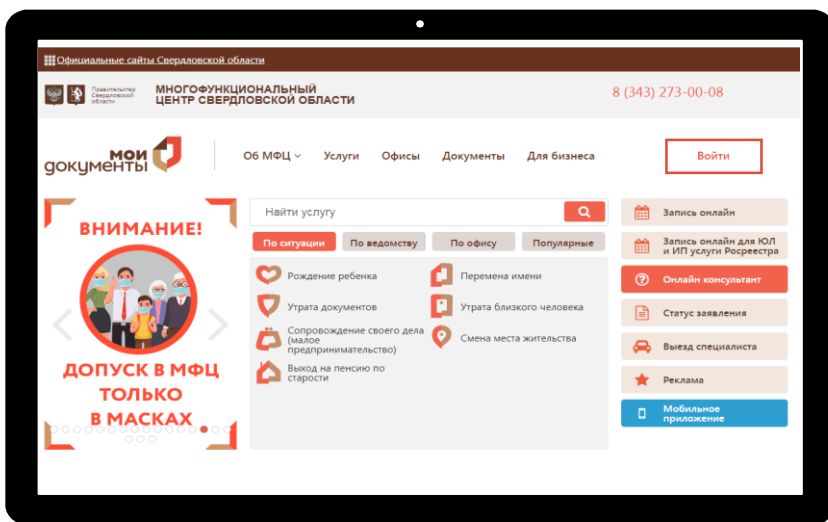 Официальные сайты Свердловской области
Правительство
Свердловской
области
МНОГОФУНКЦИОНАЛЬНЫЙ
ЦЕНТР СВЕРДЛОВСКОЙ ОБЛАСТИ
8 (343) 273-00-08
мои
документы
Об МФЦ
Услуги
Офисы
Документы
Для бизнеса
Войти
ВНИМАНИЕ!
ДОПУСК В МФЦ
ТОЛЬКО
В МАСКАХ
Найти услугу
По ситуации
По ведомству
По офису
Популярные
Рождение ребенка
Перемена имени
Утрата документов
Утрата близкого человека
Сопровождение своего дела
(малое
предпринимательство)
Смена места жительства
Выход на пенсию по
старости
Запись онлайн
Запись онлайн для ЮЛ
и ИП услуги Росреестра
Онлайн консультант
Статус заявления
Выезд специалиста
Реклама
Мобильное
приложение